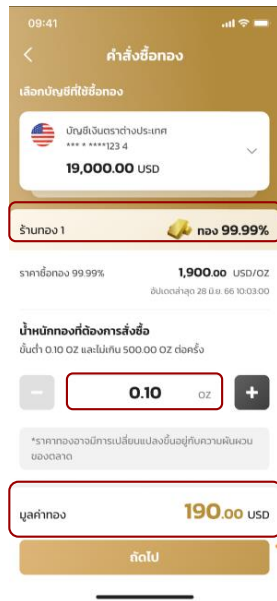 09:41
คำสั่งซื้อทอง
เลือกบัญชีที่ใช้ซื้อทอง
บัญชีเงินตราต่างประเทศ
*** * ****123 4
19,000.00 USD
ร้านทอง 1 ทอง 99.99%
ราคาซื้อทอง 99.99% 1,900.00 USD/OZ
อัปเดตล่าสุด 28 มิ.ย. 66 10:03:00
น้ำหนักทองที่ต้องการสั่งซื้อ
ขั้นต่ำ 0.10 OZ และไม่เกิน 500.00 OZ ต่อครั้ง
− 0.10 OZ +
*ราคาทองอาจมีการเปลี่ยนแปลงขึ้นอยู่กับความผันผวน
ของตลาด
มูลค่าทอง 190.00 USD
ถัดไป